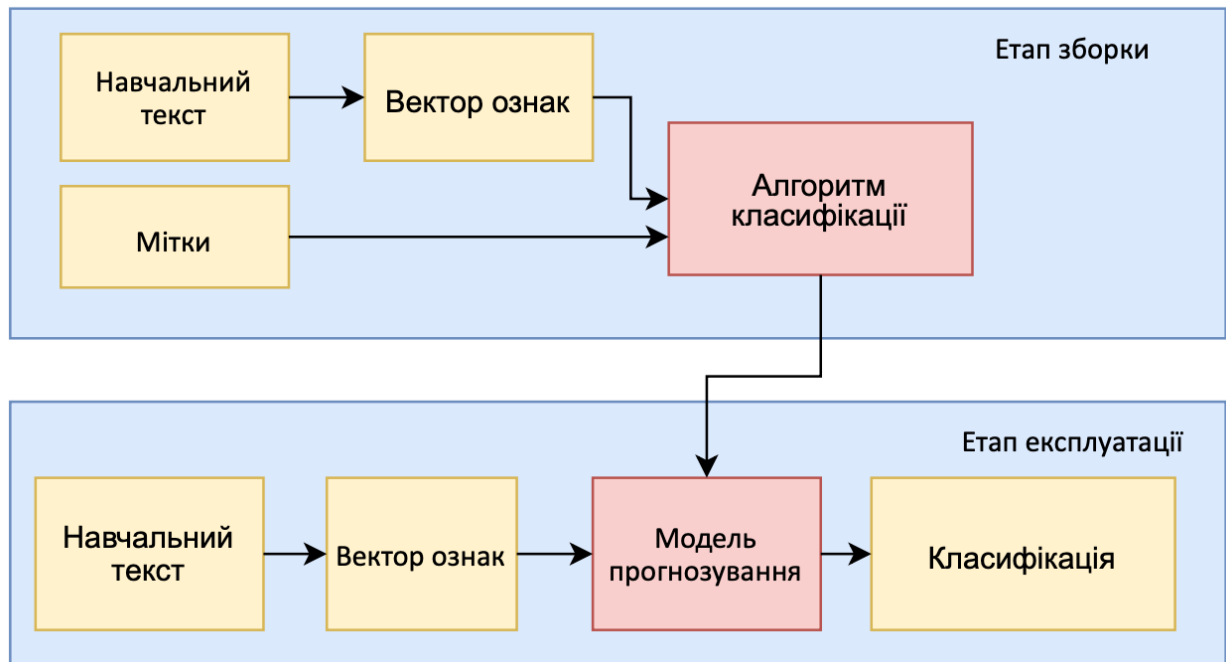 Етап зборки
Навчальний
текст
Вектор ознак
Алгоритм
класифікації
Мітки
Етап експлуатації
Навчальний
текст
Вектор ознак
Модель
прогнозування
Класифікація